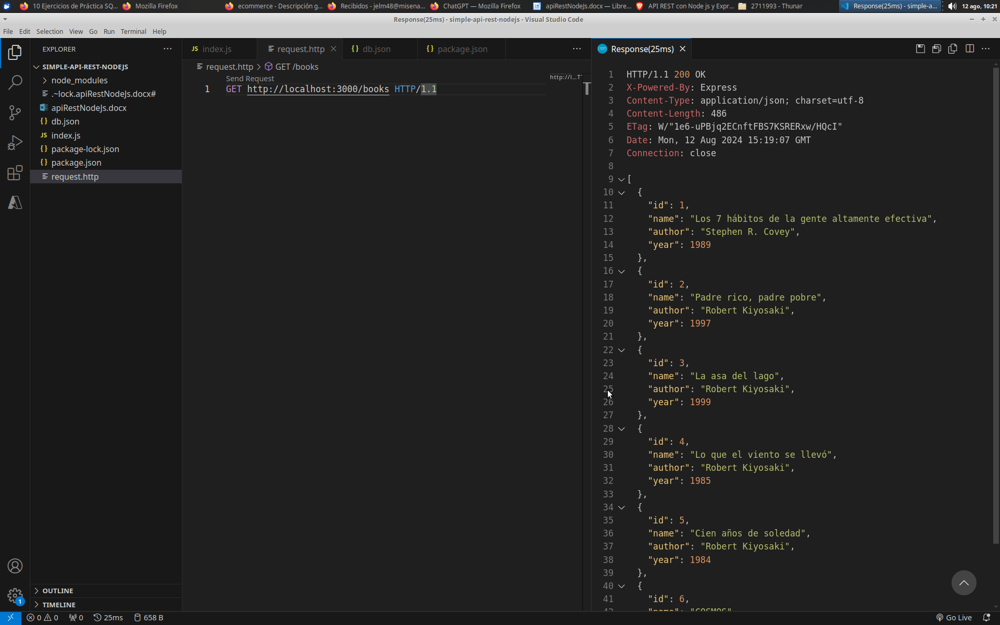 10 Ejercicios de Práctica SQ...
Mozilla Firefox
ecommerce - Descripción g...
Recibidos - jelm48@misena...
ChatGPT — Mozilla Firefox
apiRestNodeJs.docx — Libre...
API REST con Node js y Expr...
2711993 - Thunar
Response(25ms) - simple-a...
12 ago, 10:21
Response(25ms) - simple-api-rest-nodejs - Visual Studio Code
File Edit Selection View Go Run Terminal Help
EXPLORER
SIMPLE-API-REST-NODEJS
node_modules
.~lock.apiRestNodeJs.docx#
apiRestNodeJs.docx
db.json
JS index.js
package-lock.json
package.json
request.http
OUTLINE
TIMELINE
JS index.js
request.http
db.json
package.json
request.http > GET /books
Send Request
1 GET http://localhost:3000/books HTTP/1.1
Response(25ms)
1 HTTP/1.1 200 OK
2 X-Powered-By: Express
3 Content-Type: application/json; charset=utf-8
4 Content-Length: 486
5 ETag: W/"1e6-uPBjq2ECnftFBS7KSRERxw/HQcI"
6 Date: Mon, 12 Aug 2024 15:19:07 GMT
7 Connection: close
8
9 [
10 {
11 "id": 1,
12 "name": "Los 7 hábitos de la gente altamente efectiva",
13 "author": "Stephen R. Covey",
14 "year": 1989
15 },
16 {
17 "id": 2,
18 "name": "Padre rico, padre pobre",
19 "author": "Robert Kiyosaki",
20 "year": 1997
21 },
22 {
23 "id": 3,
24 "name": "La asa del lago",
25 "author": "Robert Kiyosaki",
26 "year": 1999
27 },
28 {
29 "id": 4,
30 "name": "Lo que el viento se llevó",
31 "author": "Robert Kiyosaki",
32 "year": 1985
33 },
34 {
35 "id": 5,
36 "name": "Cien años de soledad",
37 "author": "Robert Kiyosaki",
38 "year": 1984
39 },
40 {
41 "id": 6,
42 "name": "COSMOS"
1
0 0 0 25ms 658 B
Go Live